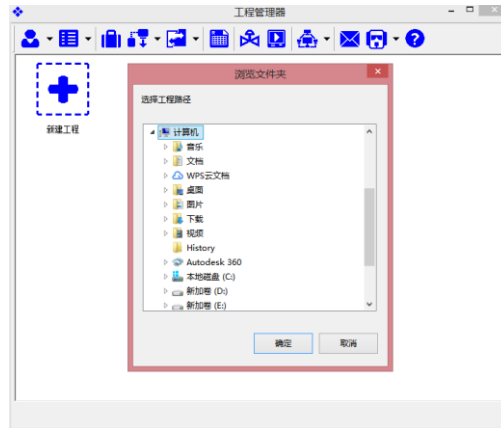 工程管理器
浏览文件夹
选择工程路径
新建工程
计算机
音乐
文档
WPS云文档
桌面
图片
下载
视频
History
Autodesk 360
本地磁盘 (C:)
新加卷 (D:)
新加卷 (E:)
确定
取消